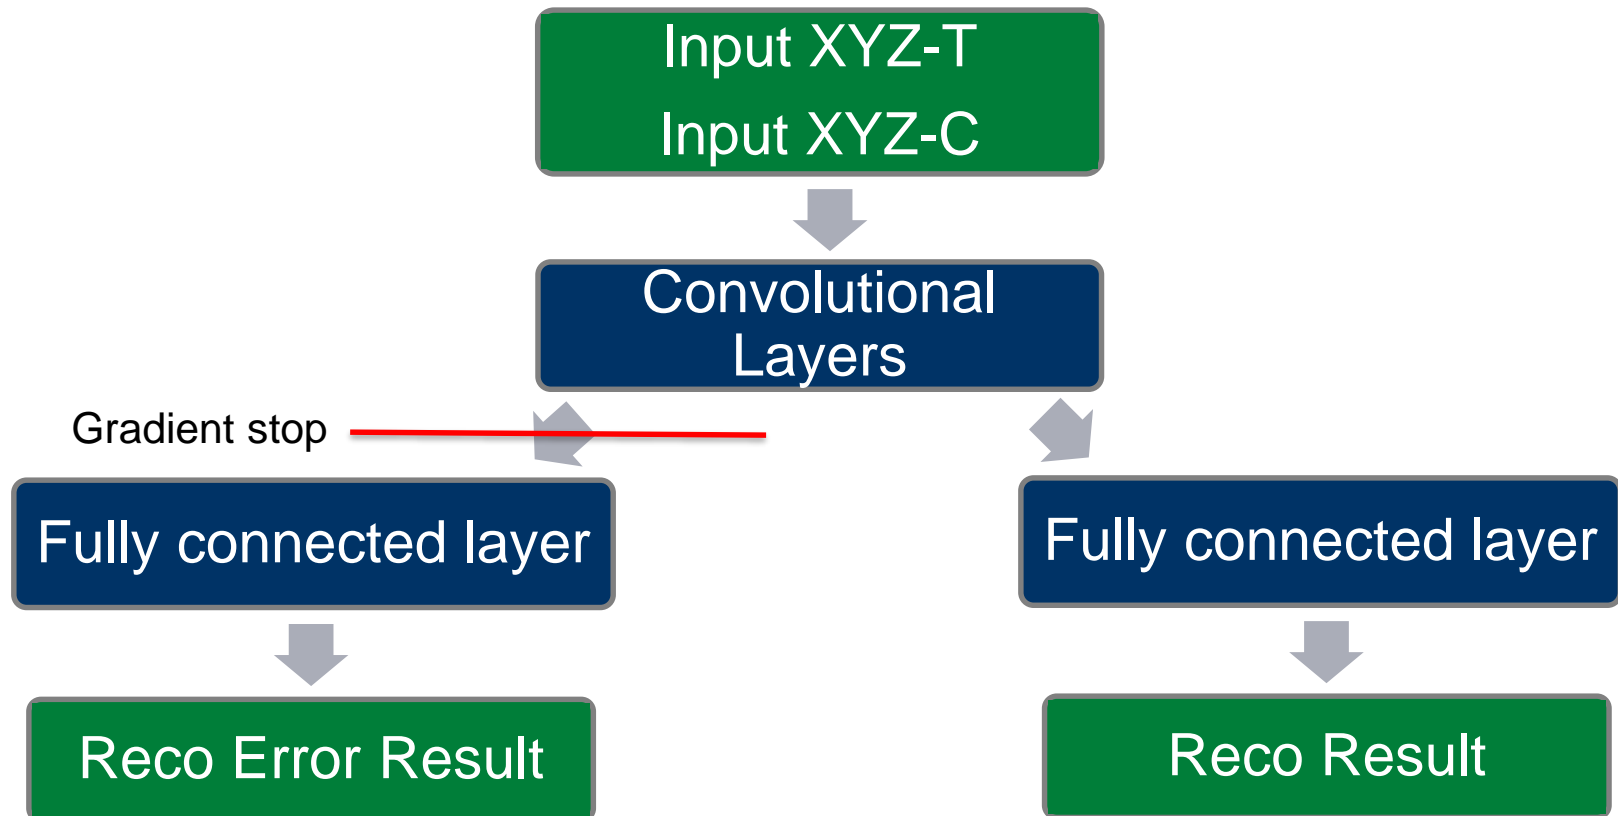 Input XYZ-T
Input XYZ-C
Convolutional
Layers
Gradient stop
Fully connected layer
Fully connected layer
Reco Error Result
Reco Result